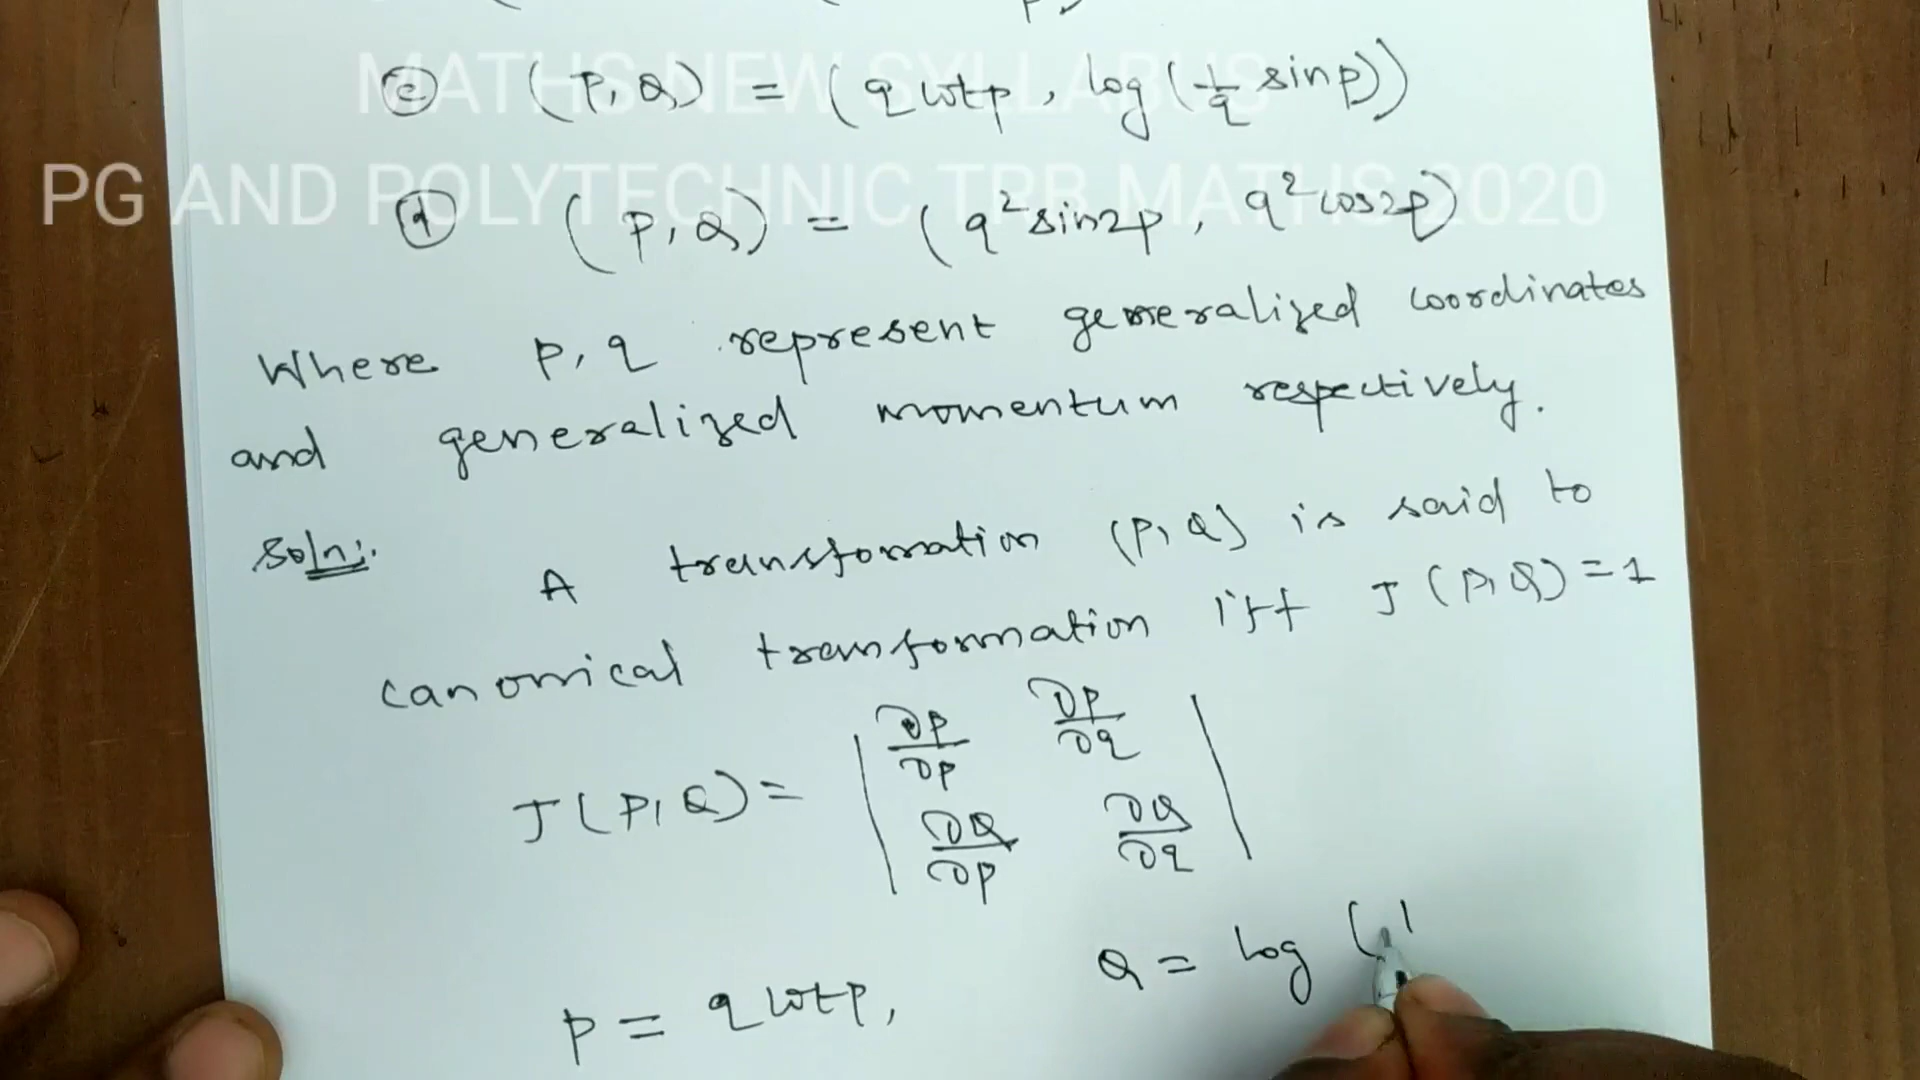 MATHS NEW SYLLABUS
PG AND POLYTECHNIC TRB MATHS 2020
(c) (P, Q) = (q cot p, log(1/q sin p))
(d) (P, Q) = (q² sin 2p, q² cos 2p)
Where p, q represent generalized coordinates
and generalized momentum respectively.
Soln:. A transformation (P, Q) is said to
canonical transformation iff J (P, Q) = 1
J(P, Q) = | ∂P/∂p ∂P/∂q |
| ∂Q/∂p ∂Q/∂q |
P = q cot p, Q = log (1